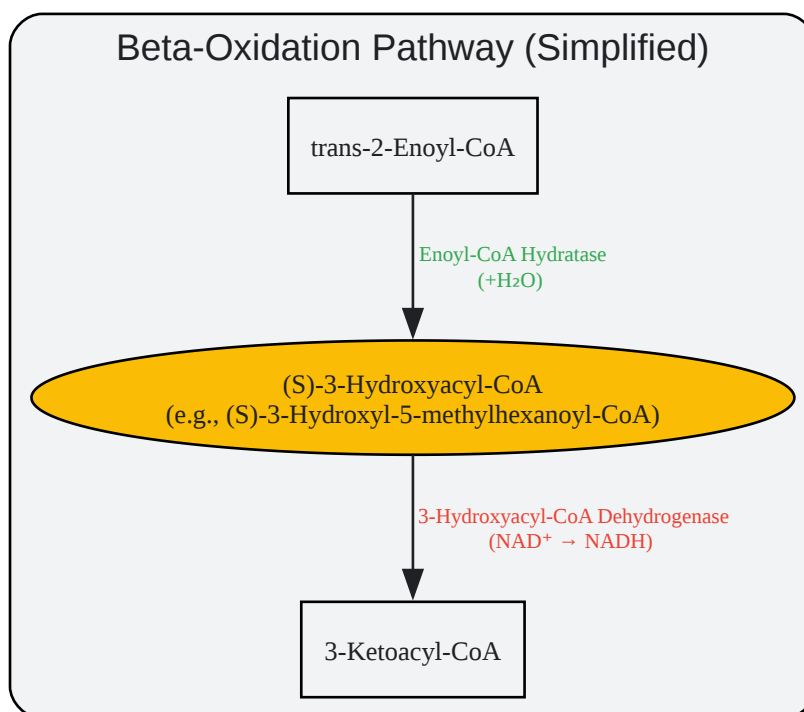 Beta-Oxidation Pathway (Simplified)
trans-2-Enoyl-CoA
Enoyl-CoA Hydratase
(+H₂O)
(S)-3-Hydroxyacyl-CoA
(e.g., (S)-3-Hydroxyl-5-methylhexanoyl-CoA)
3-Hydroxyacyl-CoA Dehydrogenase
(NAD⁺ → NADH)
3-Ketoacyl-CoA